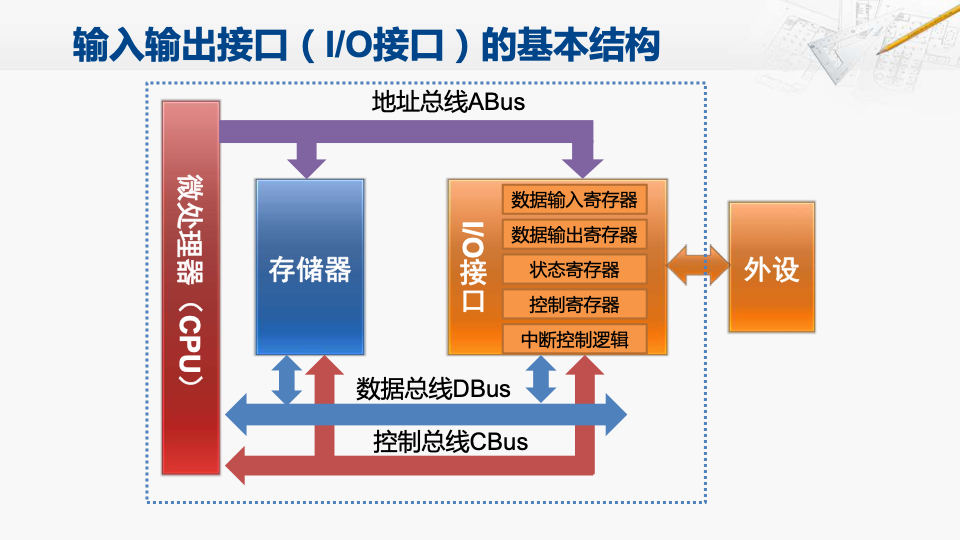 输入输出接口（I/O接口）的基本结构
地址总线ABus
微处理器（CPU）
存储器
I/O接口
数据输入寄存器
数据输出寄存器
状态寄存器
控制寄存器
中断控制逻辑
外设
数据总线DBus
控制总线CBus